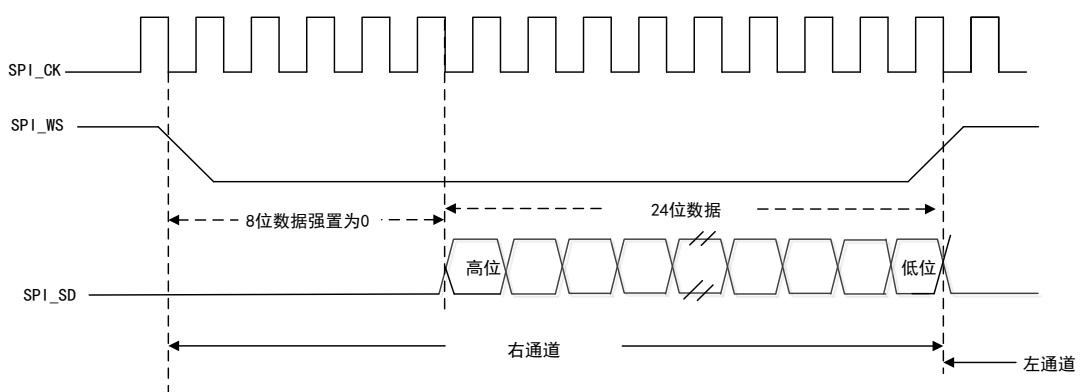 SPI_CK
SPI_WS
8位数据强置为0
24位数据
高位
低位
SPI_SD
右通道
左通道